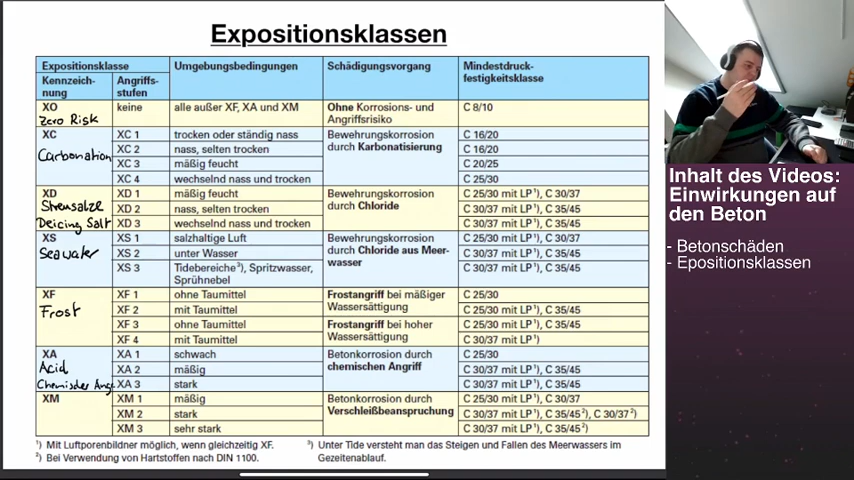 Expositionsklassen
Expositionsklasse Umgebungsbedingungen Schädigungsvorgang Mindestdruck-
festigkeitsklasse
Kennzeich- Angriffs-
nung stufen
XO keine alle außer XF, XA und XM Ohne Korrosions- und C 8/10
Zero Risk Angriffsrisiko
XC XC 1 trocken oder ständig nass Bewehrungskorrosion C 16/20
Carbonation XC 2 nass, selten trocken durch Karbonatisierung C 16/20
XC 3 mäßig feucht C 20/25
XC 4 wechselnd nass und trocken C 25/30
XD XD 1 mäßig feucht Bewehrungskorrosion C 25/30 mit LP¹), C 30/37
Streusalze XD 2 nass, selten trocken durch Chloride C 30/37 mit LP¹), C 35/45
Deicing Salt XD 3 wechselnd nass und trocken C 30/37 mit LP¹), C 35/45
XS XS 1 salzhaltige Luft Bewehrungskorrosion C 25/30 mit LP¹), C 30/37
Seawater XS 2 unter Wasser durch Chloride aus Meer- C 30/37 mit LP¹), C 35/45
XS 3 Tidebereiche³), Spritzwasser, wasser C 30/37 mit LP¹), C 35/45
Sprühnebel
XF XF 1 ohne Taumittel Frostangriff bei mäßiger C 25/30
Frost XF 2 mit Taumittel Wassersättigung C 25/30 mit LP¹), C 35/45
XF 3 ohne Taumittel Frostangriff bei hoher C 25/30 mit LP¹), C 35/45
XF 4 mit Taumittel Wassersättigung C 30/37 mit LP¹)
XA XA 1 schwach Betonkorrosion durch C 25/30
Acid XA 2 mäßig chemischen Angriff C 30/37 mit LP¹), C 35/45
Chemischer Ang. XA 3 stark C 30/37 mit LP¹), C 35/45
XM XM 1 mäßig Betonkorrosion durch C 25/30 mit LP¹), C 30/37
XM 2 stark Verschleißbeanspruchung C 30/37 mit LP¹), C 35/45²), C 30/37²)
XM 3 sehr stark C 30/37 mit LP¹), C 35/45²)
¹) Mit Luftporenbildner möglich, wenn gleichzeitig XF.
²) Bei Verwendung von Hartstoffen nach DIN 1100.
³) Unter Tide versteht man das Steigen und Fallen des Meerwassers im
Gezeitenablauf.
Inhalt des Videos:
Einwirkungen auf
den Beton
- Betonschäden
- Epositionsklassen